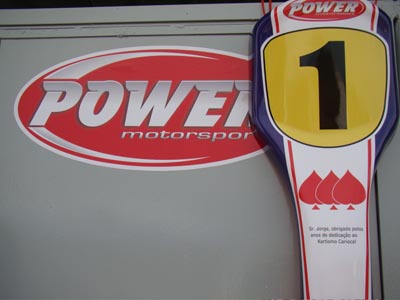 POWER
motorspor
POWER
1
Sr. Jorge, obrigado pelos
anos de dedicação ao
Kartismo Carioca!